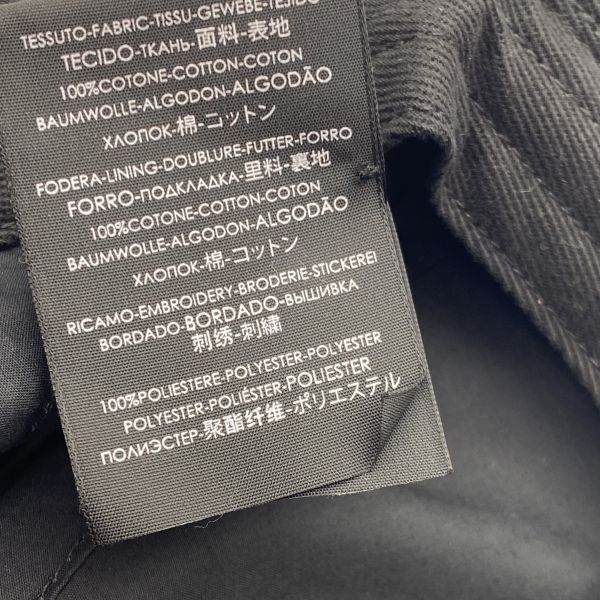 TESSUTO-FABRIC-TISSU-GEWEBE-TEJIDO
TECIDO-ТКАНЬ-面料-表地
100%COTONE-COTTON-COTON
BAUMWOLLE-ALGODON-ALGODÃO
ХЛОПОК-棉-コットン
FODERA-LINING-DOUBLURE-FUTTER-FORRO
FORRO-ПОДКЛАДКА-里料-裏地
100%COTONE-COTTON-COTON
BAUMWOLLE-ALGODON-ALGODÃO
ХЛОПОК-棉-コットン
RICAMO-EMBROIDERY-BRODERIE-STICKEREI
BORDADO-BORDADO-ВЫШИВКА
刺绣-刺繍
100%POLIESTERE-POLYESTER-POLYESTER
POLYESTER-POLIÉSTER-POLIESTER
ПОЛИЭСТЕР-聚酯纤维-ポリエステル